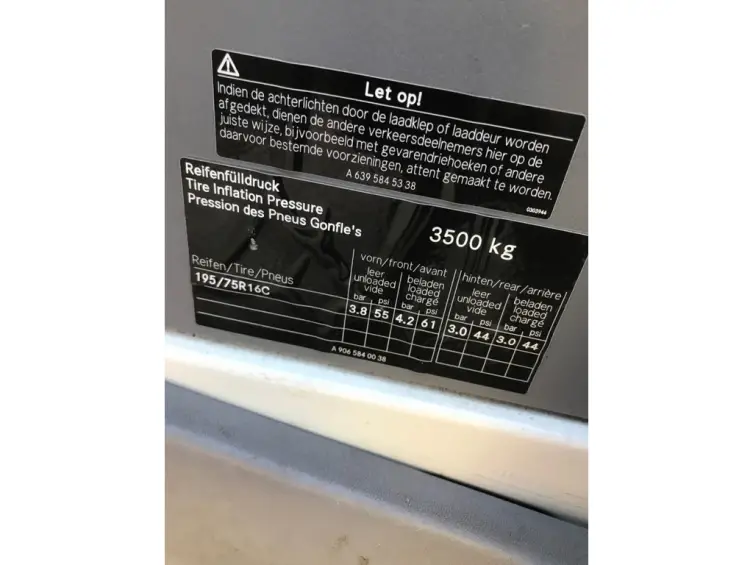 Let op!
Indien de achterlichten door de laadklep of laaddeur worden
afgedekt, dienen de andere verkeersdeelnemers hier op de
juiste wijze, bijvoorbeeld met gevarendriehoeken of andere
daarvoor bestemde voorzieningen, attent gemaakt te worden.
A 639 584 53 38
0303944
Reifenfülldruck
Tire Inflation Pressure
Pression des Pneus Gonfle's
3500 kg
Reifen/Tire/Pneus
vorn/front/avant
hinten/rear/arrière
leer beladen leer beladen
unloaded loaded unloaded loaded
vide chargé vide chargé
bar psi bar psi bar psi bar psi
195/75R16C 3.8 55 4.2 61 3.0 44 3.0 44
A 906 584 00 38